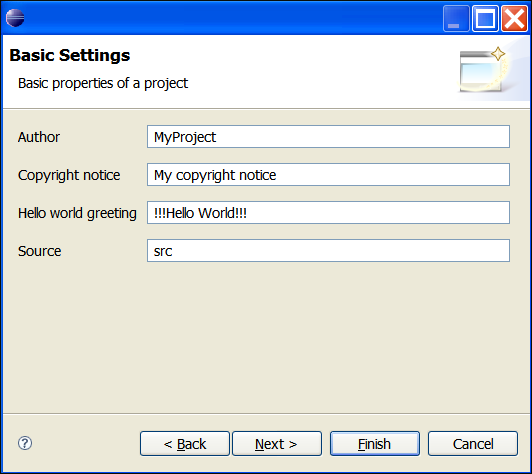 Basic Settings
Basic properties of a project
Author MyProject
Copyright notice My copyright notice
Hello world greeting !!!Hello World!!!
Source src
? < Back Next > Finish Cancel